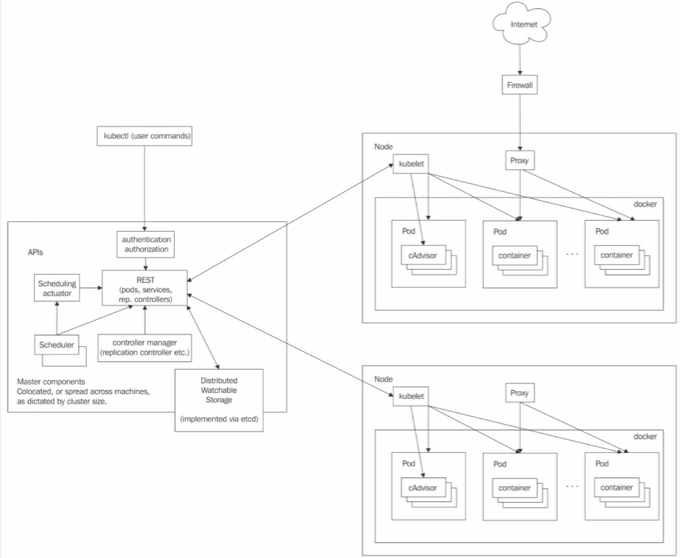 Internet
Firewall
kubectl (user commands)
Node
kubelet
Proxy
docker
authentication
authorization
APIs
Scheduling
actuator
REST
(pods, services,
rep. controllers)
Scheduler
controller manager
(replication controller etc.)
Master components
Colocated, or spread across machines,
as dictated by cluster size.
Distributed
Watchable
Storage
(implemented via etcd)
Pod
cAdvisor
Pod
container
. . .
Pod
container
Node
kubelet
Proxy
docker
Pod
cAdvisor
Pod
container
. . .
Pod
container